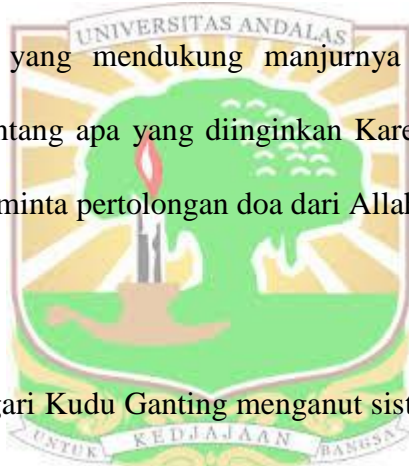 UNIVERSITAS ANDALAS
yang mendukung manjurnya
ntang apa yang diinginkan Kare
minta pertolongan doa dari Allah
gari Kudu Ganting menganut sist
UNTUK KEDJAJAAN BANGSA